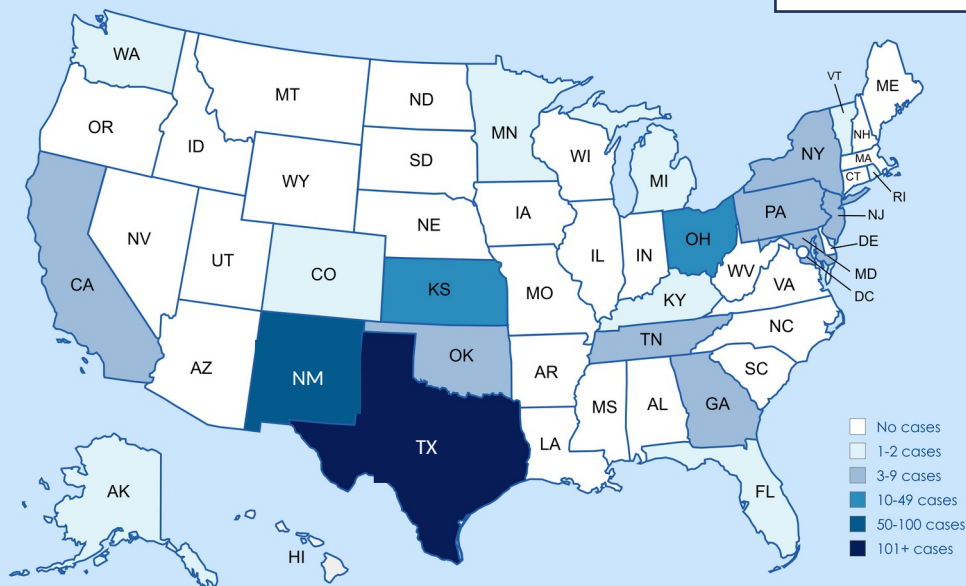 WA
MT
ND
MN
VT
ME
OR
ID
SD
WI
NH
NY
MA
WY
MI
CT
RI
IA
PA
NJ
NE
NV
UT
IL
IN
OH
DE
CO
WV
MD
CA
KS
MO
KY
VA
DC
NC
TN
OK
AZ
NM
AR
SC
MS
AL
GA
TX
LA
FL
AK
HI
No cases
1-2 cases
3-9 cases
10-49 cases
50-100 cases
101+ cases